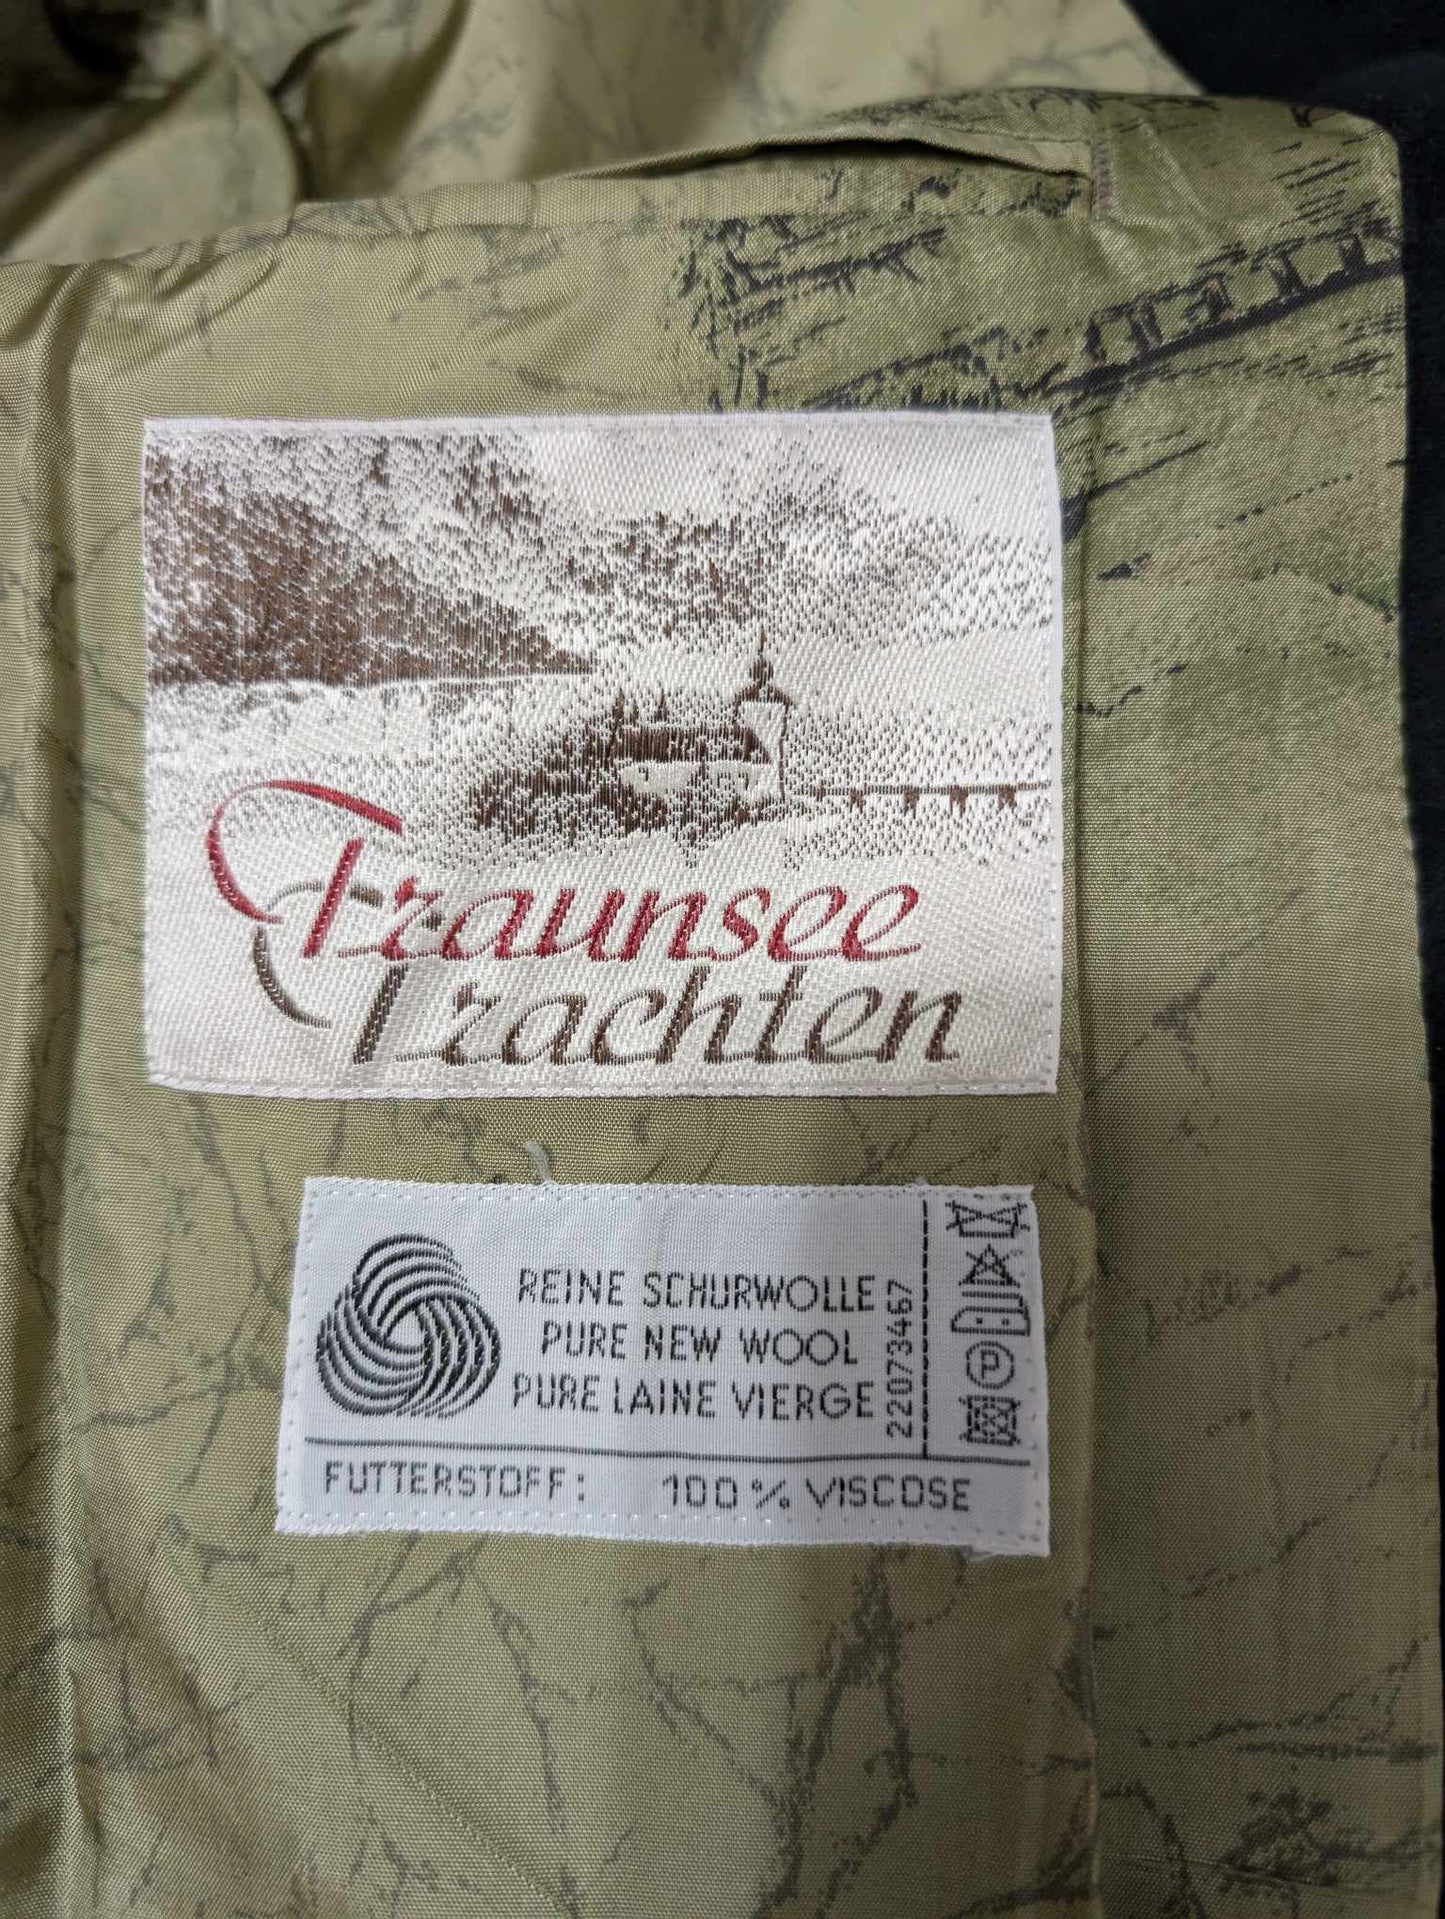 Traunsee
Trachten
REINE SCHURWOLLE
PURE NEW WOOL
PURE LAINE VIERGE
22073467
P
FUTTERSTOFF: 100 % VISCOSE